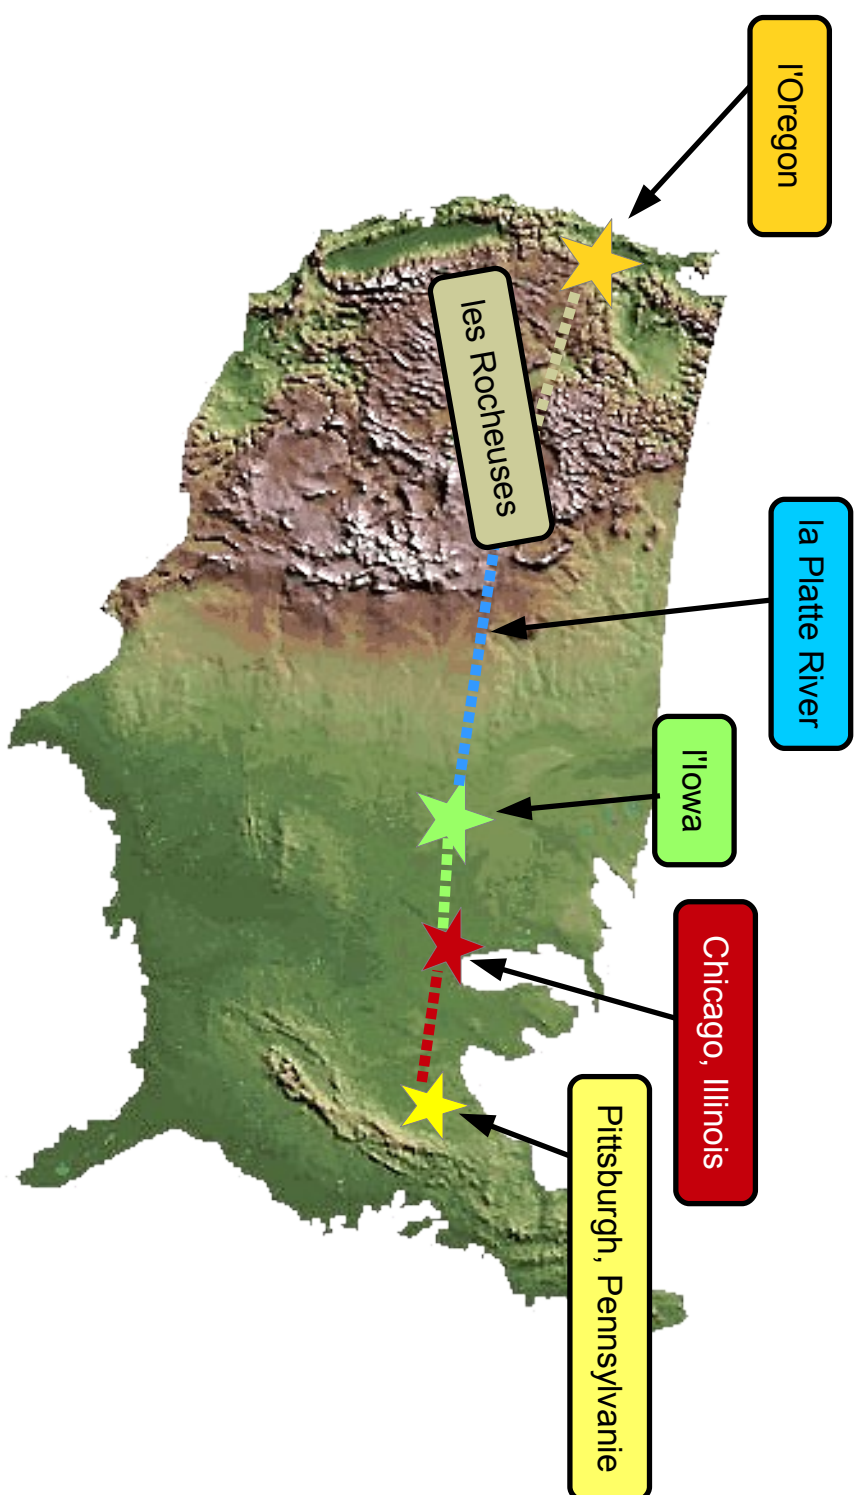 l'Oregon
les Rocheuses
la Platte River
l'Iowa
Chicago, Illinois
Pittsburgh, Pennsylvanie